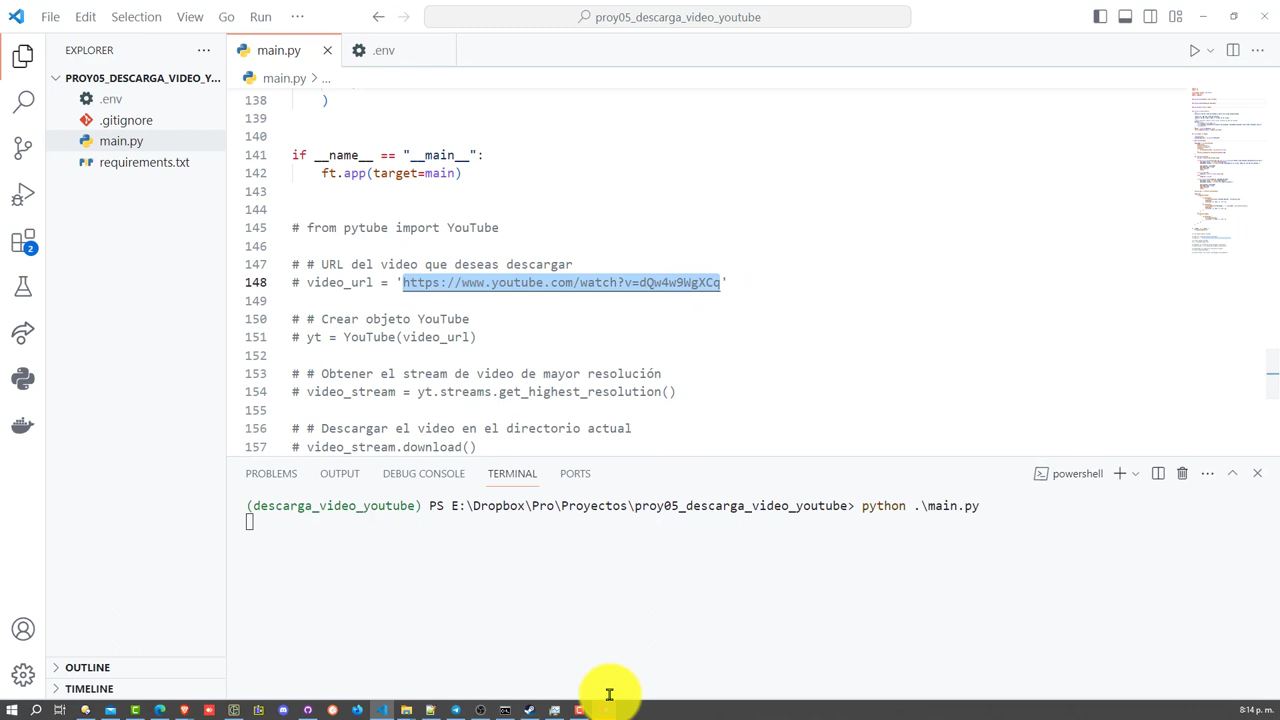 File Edit Selection View Go Run ··· proy05_descarga_video_youtube
EXPLORER ···
main.py .env
PROY05_DESCARGA_VIDEO_Y...
main.py > ...
.env
.gitignore
main.py
requirements.txt
138 )
139
140
141 if __name__ == "__main__"
142 ft.app(target=main)
143
144
145 # from pytube import YouTube
146
147 # # URL del video que deseas descargar
148 # video_url = 'https://www.youtube.com/watch?v=dQw4w9WgXCq'
149
150 # # Crear objeto YouTube
151 # yt = YouTube(video_url)
152
153 # # Obtener el stream de video de mayor resolución
154 # video_stream = yt.streams.get_highest_resolution()
155
156 # # Descargar el video en el directorio actual
157 # video_stream.download()
2
PROBLEMS OUTPUT DEBUG CONSOLE TERMINAL PORTS powershell
(descarga_video_youtube) PS E:\Dropbox\Pro\Proyectos\proy05_descarga_video_youtube> python .\main.py
OUTLINE
TIMELINE
8:14 p. m.